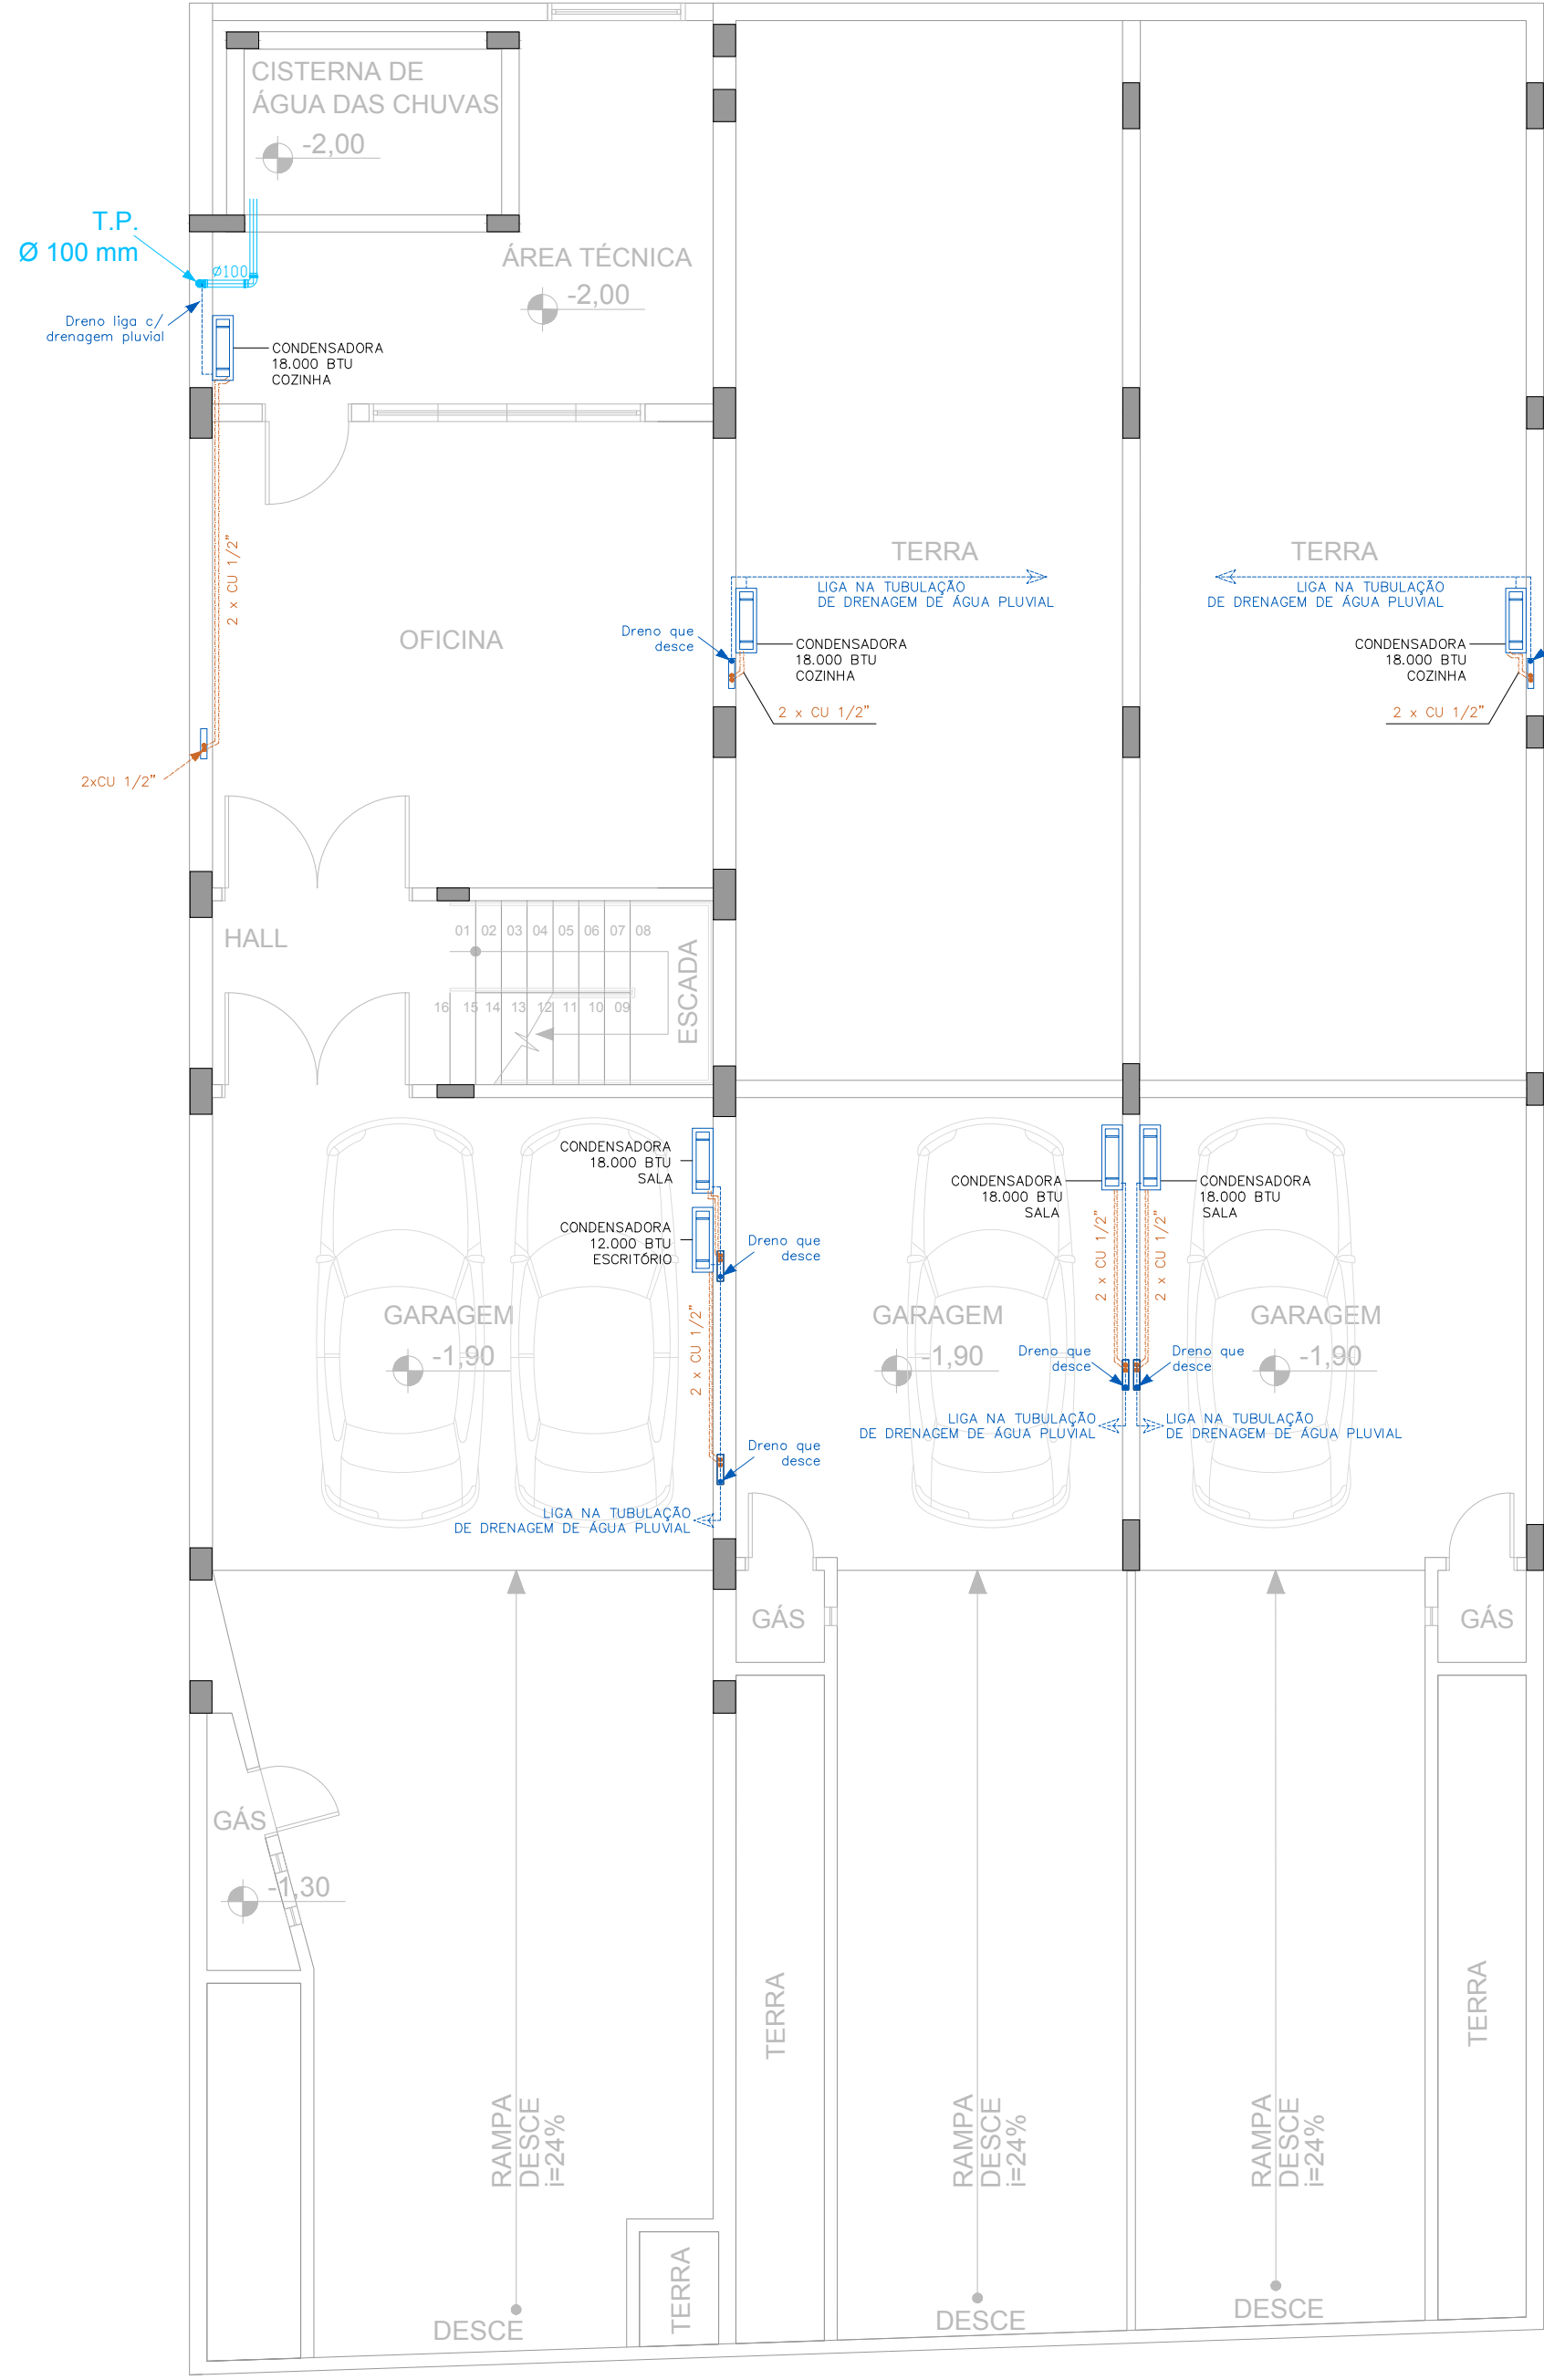 CISTERNA DE
ÁGUA DAS CHUVAS
-2,00
T.P.
Ø 100 mm
Ø100
ÁREA TÉCNICA
-2,00
Dreno liga c/
drenagem pluvial
CONDENSADORA
18.000 BTU
COZINHA
2 x CU 1/2"
2xCU 1/2"
OFICINA
TERRA
LIGA NA TUBULAÇÃO
DE DRENAGEM DE ÁGUA PLUVIAL
Dreno que
desce
CONDENSADORA
18.000 BTU
COZINHA
2 x CU 1/2"
TERRA
LIGA NA TUBULAÇÃO
DE DRENAGEM DE ÁGUA PLUVIAL
CONDENSADORA
18.000 BTU
COZINHA
2 x CU 1/2"
HALL
01 02 03 04 05 06 07 08
16 15 14 13 12 11 10 09
ESCADA
CONDENSADORA
18.000 BTU
SALA
CONDENSADORA
12.000 BTU
ESCRITÓRIO
Dreno que
desce
2 x CU 1/2"
GARAGEM
-1,90
Dreno que
desce
LIGA NA TUBULAÇÃO
DE DRENAGEM DE ÁGUA PLUVIAL
CONDENSADORA
18.000 BTU
SALA
2 x CU 1/2"
GARAGEM
-1,90
Dreno que
desce
LIGA NA TUBULAÇÃO
DE DRENAGEM DE ÁGUA PLUVIAL
CONDENSADORA
18.000 BTU
SALA
2 x CU 1/2"
GARAGEM
-1,90
Dreno que
desce
LIGA NA TUBULAÇÃO
DE DRENAGEM DE ÁGUA PLUVIAL
GÁS
GÁS
GÁS
-1,30
TERRA
TERRA
RAMPA
DESCE
i=24%
RAMPA
DESCE
i=24%
RAMPA
DESCE
i=24%
TERRA
DESCE
DESCE
DESCE